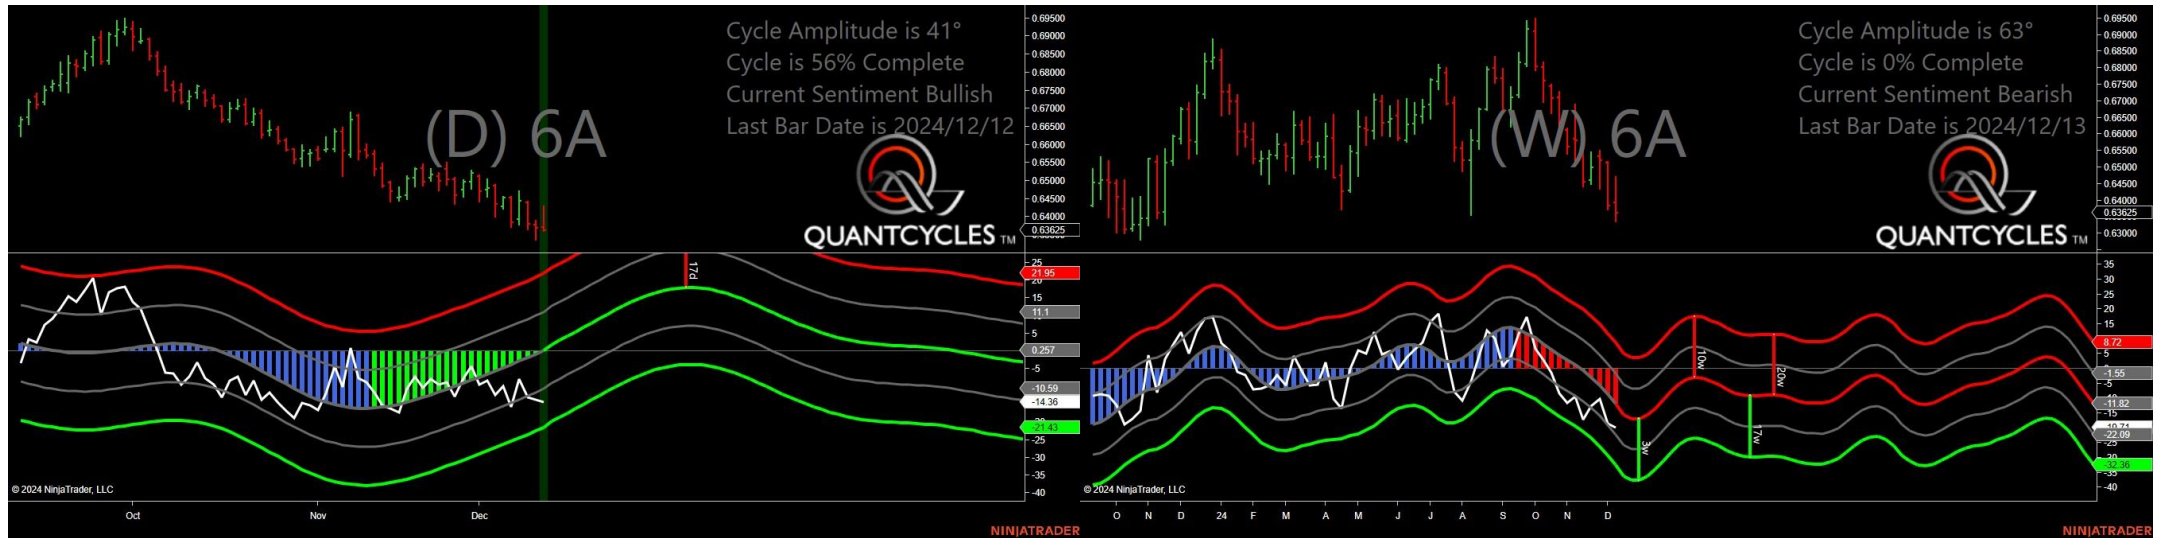 Cycle Amplitude is 41°
Cycle is 56% Complete
Current Sentiment Bullish
Last Bar Date is 2024/12/12
(D) 6A
QUANTCYCLES TM
0.69500
0.69000
0.68500
0.68000
0.67500
0.67000
0.66500
0.66000
0.65500
0.65000
0.64500
0.64000
0.63625
17d
25
21.95
20
15
11.1
5
0.257
-5
-10.59
-14.36
-21.43
-25
-30
-35
-40
© 2024 NinjaTrader, LLC
Oct
Nov
Dec
NINJATRADER
Cycle Amplitude is 63°
Cycle is 0% Complete
Current Sentiment Bearish
Last Bar Date is 2024/12/13
(W) 6A
QUANTCYCLES TM
0.69500
0.69000
0.68500
0.68000
0.67500
0.67000
0.66500
0.66000
0.65500
0.65000
0.64500
0.64000
0.63625
0.63000
10w
20w
3w
17w
35
30
25
20
15
8.72
5
-1.55
-5
-11.82
-15
-22.09
-25
-32.36
-35
-40
© 2024 NinjaTrader, LLC
O N D 24 F M A M J J A S O N D
NINJATRADER